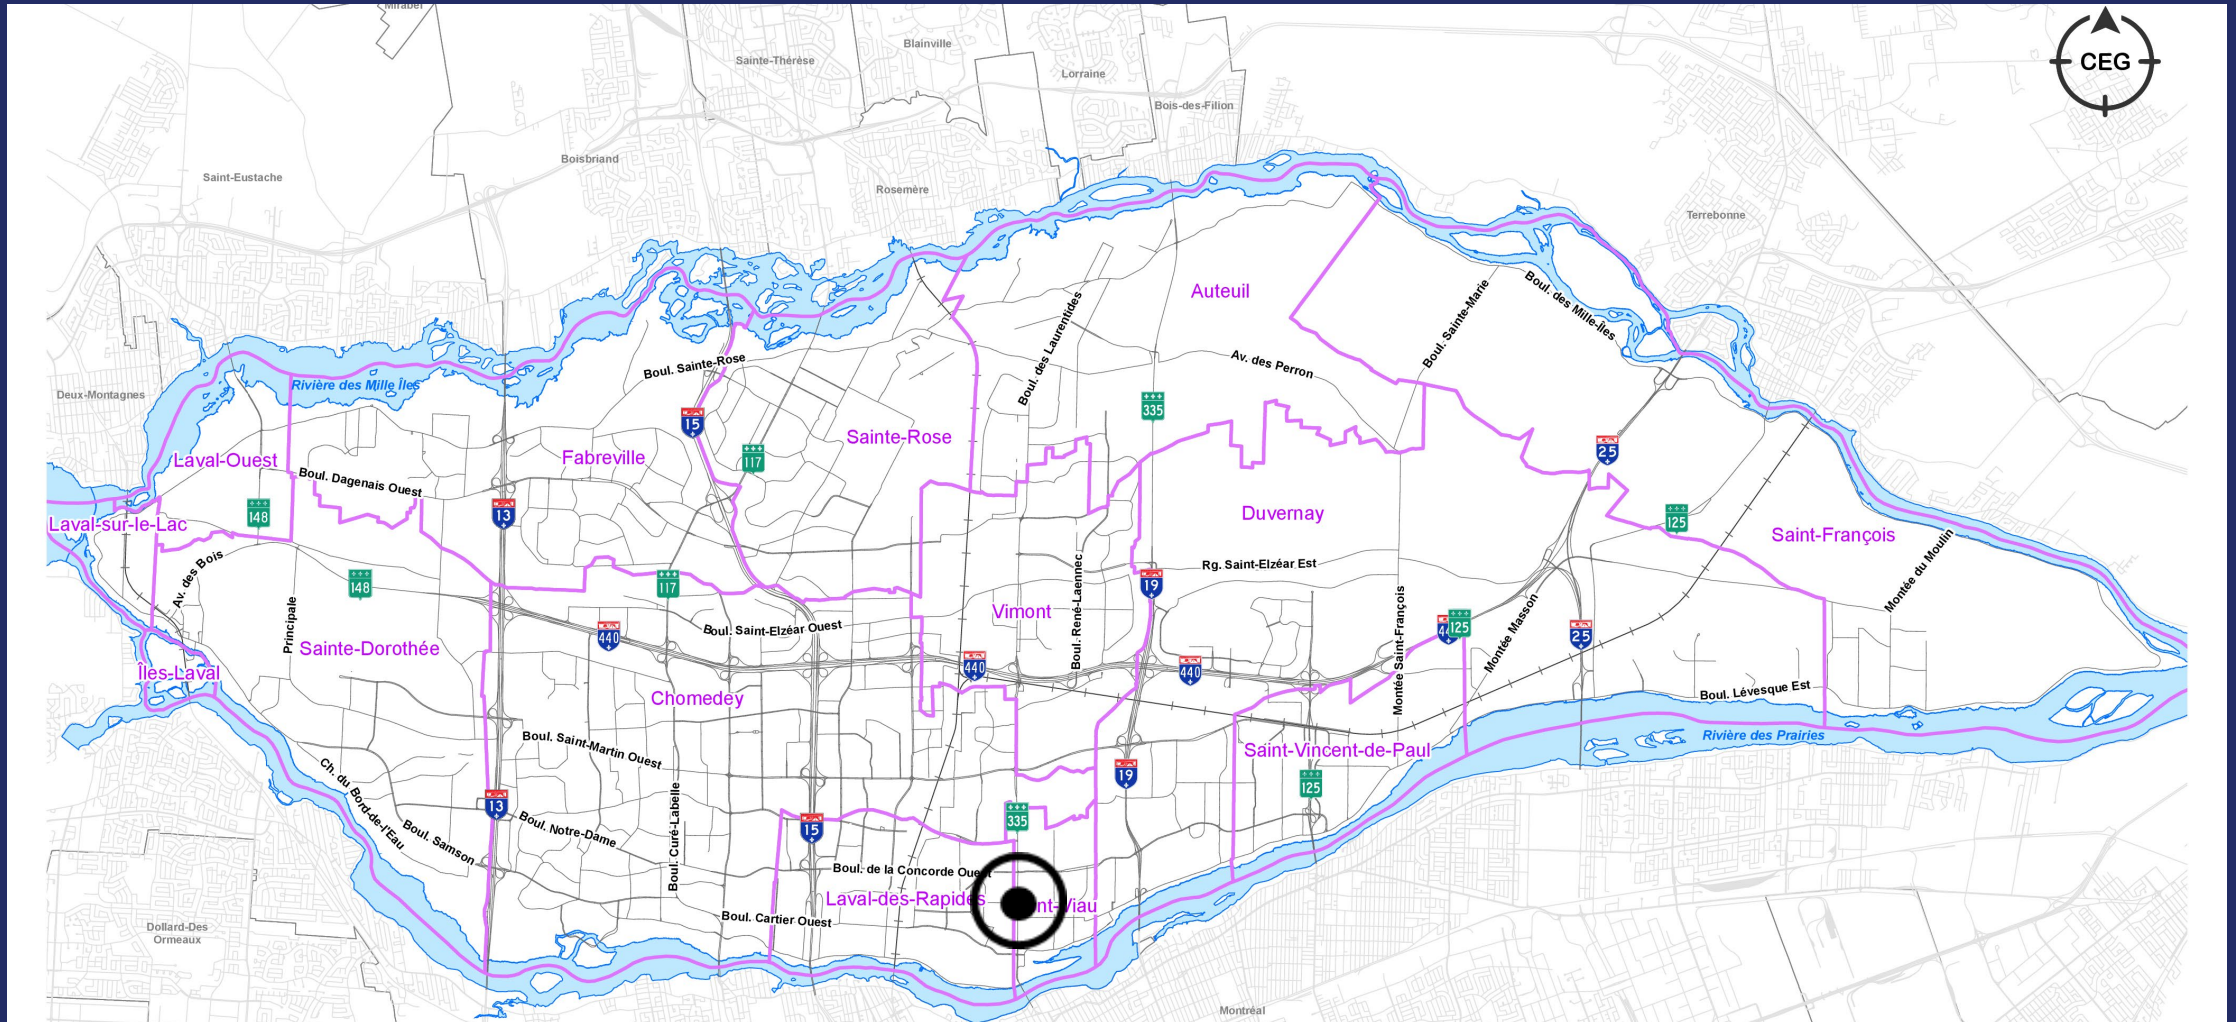 Mirabel
Blainville
Sainte-Thérèse
Lorraine
CEG
Bois-des-Filion
Boisbriand
Saint-Eustache
Rosemère
Terrebonne
Auteuil
Boul. des Mille-Îles
Boul. Sainte-Marie
Boul. des Laurentides
Boul. Sainte-Rose
Av. des Perron
Rivière des Mille Îles
Deux-Montagnes
335
15
Sainte-Rose
25
Laval-Ouest
Fabreville
117
Boul. Dagenais Ouest
148
13
Laval-sur-le-Lac
Duvernay
125
Saint-François
Av. des Bois
148
117
Rg. Saint-Elzéar Est
19
Montée du Moulin
Principale
Vimont
Boul. René-Laennec
Boul. Saint-Elzéar Ouest
440
Montée Saint-François
125
Montée Masson
25
Sainte-Dorothée
Îles-Laval
440
440
Chomedey
Boul. Lévesque Est
Rivière des Prairies
Boul. Saint-Martin Ouest
Saint-Vincent-de-Paul
19
125
Ch. du Bord-de-l'Eau
13
Boul. Notre-Dame
Boul. Curé-Labelle
15
335
Boul. Samson
Boul. de la Concorde
Laval-des-Rapides
nt-Viau
Boul. Cartier Ouest
Dollard-Des
Ormeaux
Montréal